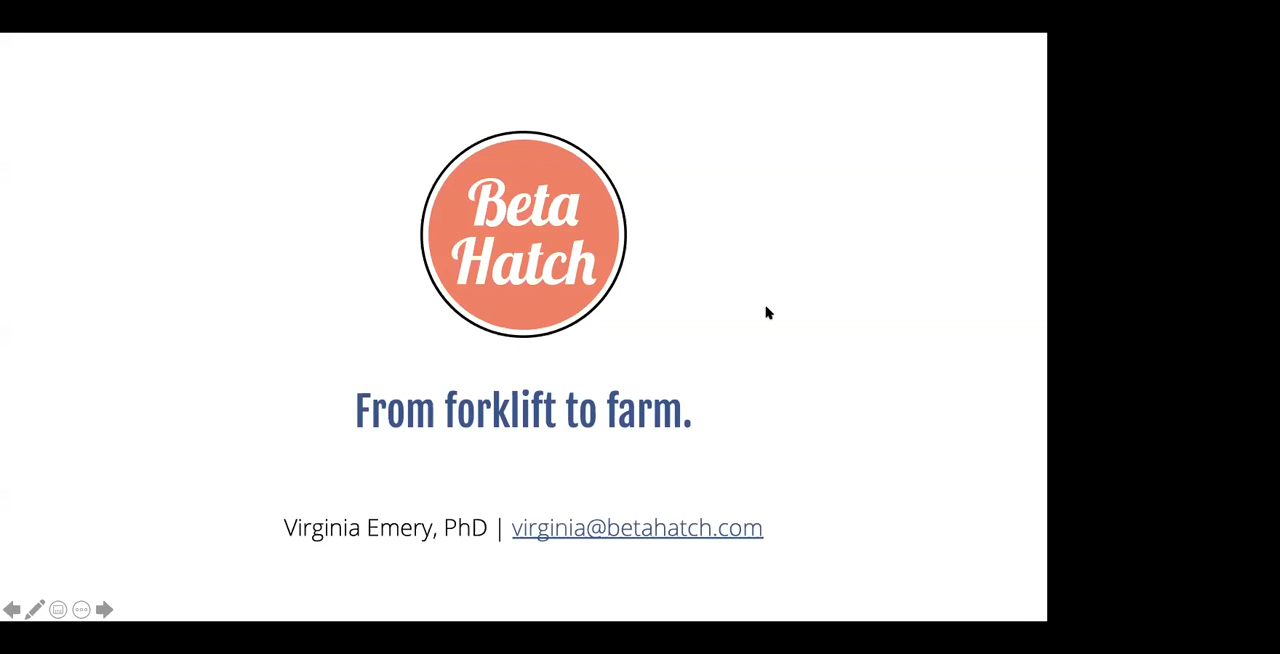 Beta
Hatch
From forklift to farm.
Virginia Emery, PhD | virginia@betahatch.com